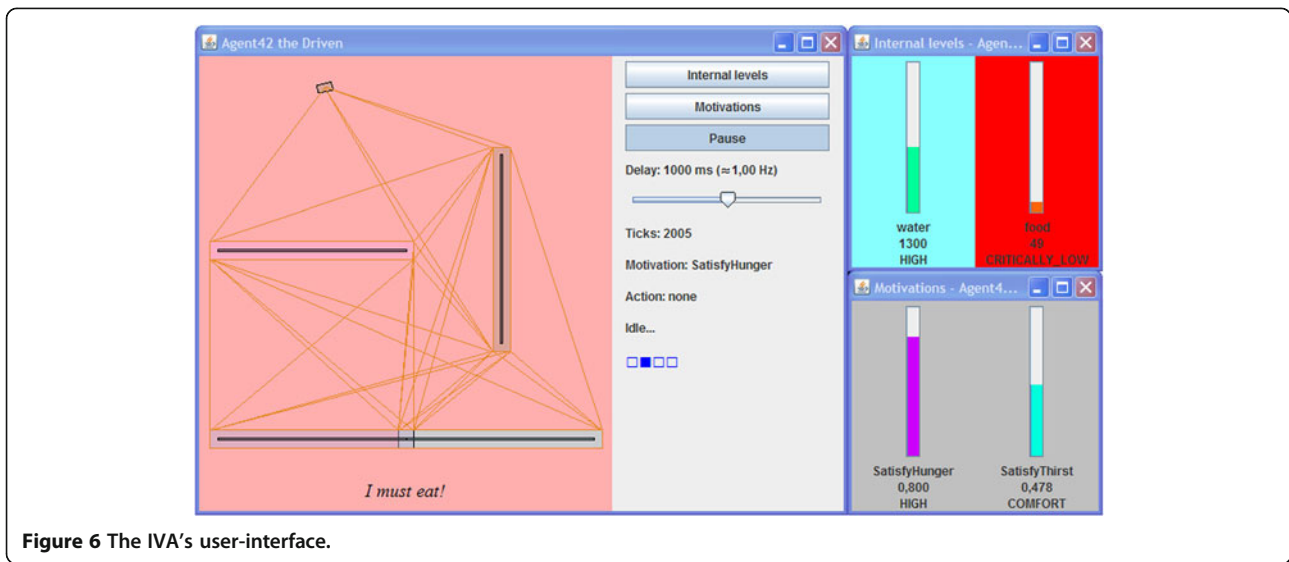 Agent42 the Driven
I must eat!
Internal levels
Motivations
Pause
Delay: 1000 ms (≈1,00 Hz)
Ticks: 2005
Motivation: SatisfyHunger
Action: none
Idle...
Internal levels - Agen...
water
1300
HIGH
food
49
CRITICALLY_LOW
Motivations - Agent4...
SatisfyHunger
0,800
HIGH
SatisfyThirst
0,478
COMFORT
Figure 6 The IVA's user-interface.